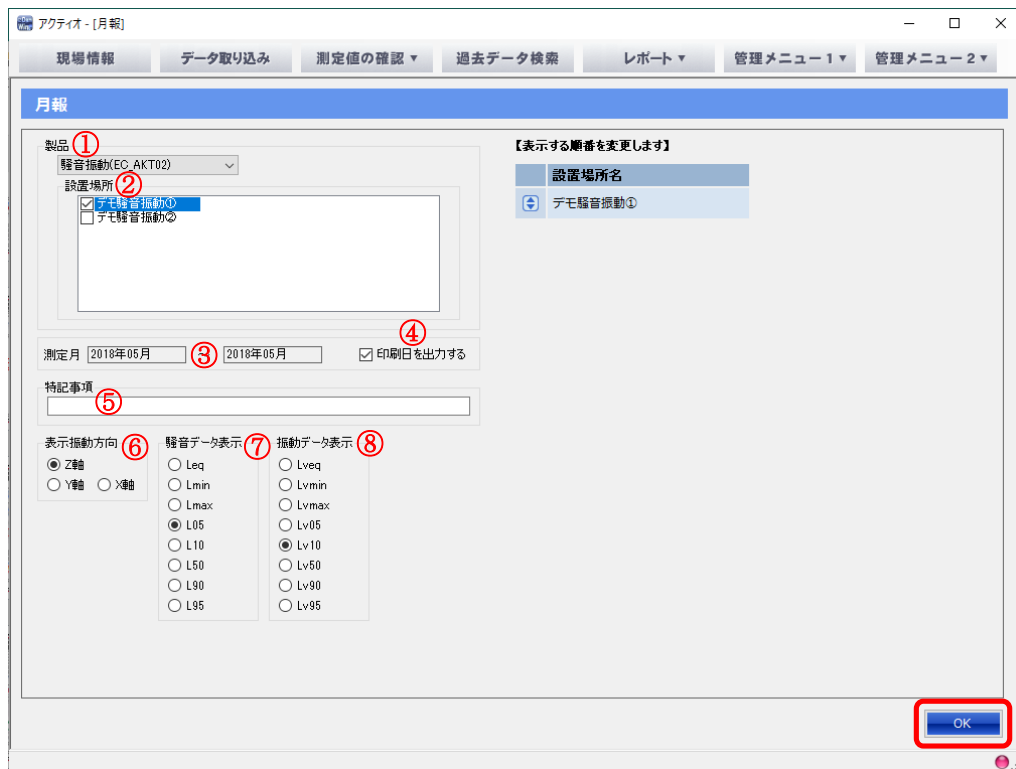 アクティオ - [月報]
現場情報 データ取り込み 測定値の確認▼ 過去データ検索 レポート▼ 管理メニュー1▼ 管理メニュー2▼
月報
製品 ①
騒音振動(EC_AKT02)
設置場所 ②
デモ騒音振動①
デモ騒音振動②
【表示する順番を変更します】
設置場所名
デモ騒音振動①
④
測定月 2018年05月 ③ 2018年05月 印刷日を出力する
特記事項
⑤
表示振動方向 ⑥
Z軸
Y軸 X軸
騒音データ表示 ⑦
Leq
Lmin
Lmax
L05
L10
L50
L90
L95
振動データ表示 ⑧
Lveq
Lvmin
Lvmax
Lv05
Lv10
Lv50
Lv90
Lv95
OK